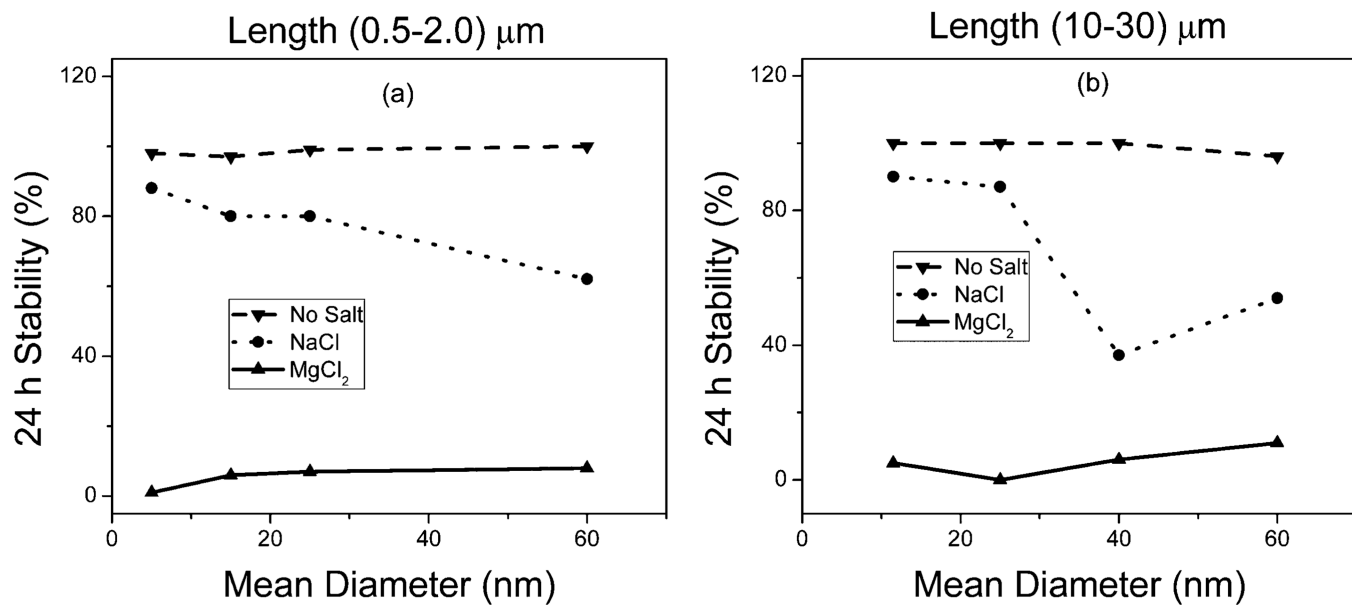 Length (0.5-2.0) μm
(a)
24 h Stability (%)
120
80
40
0
No Salt
NaCl
MgCl₂
0
20
40
60
Mean Diameter (nm)
Length (10-30) μm
(b)
24 h Stability (%)
120
80
40
0
No Salt
NaCl
MgCl₂
0
20
40
60
Mean Diameter (nm)